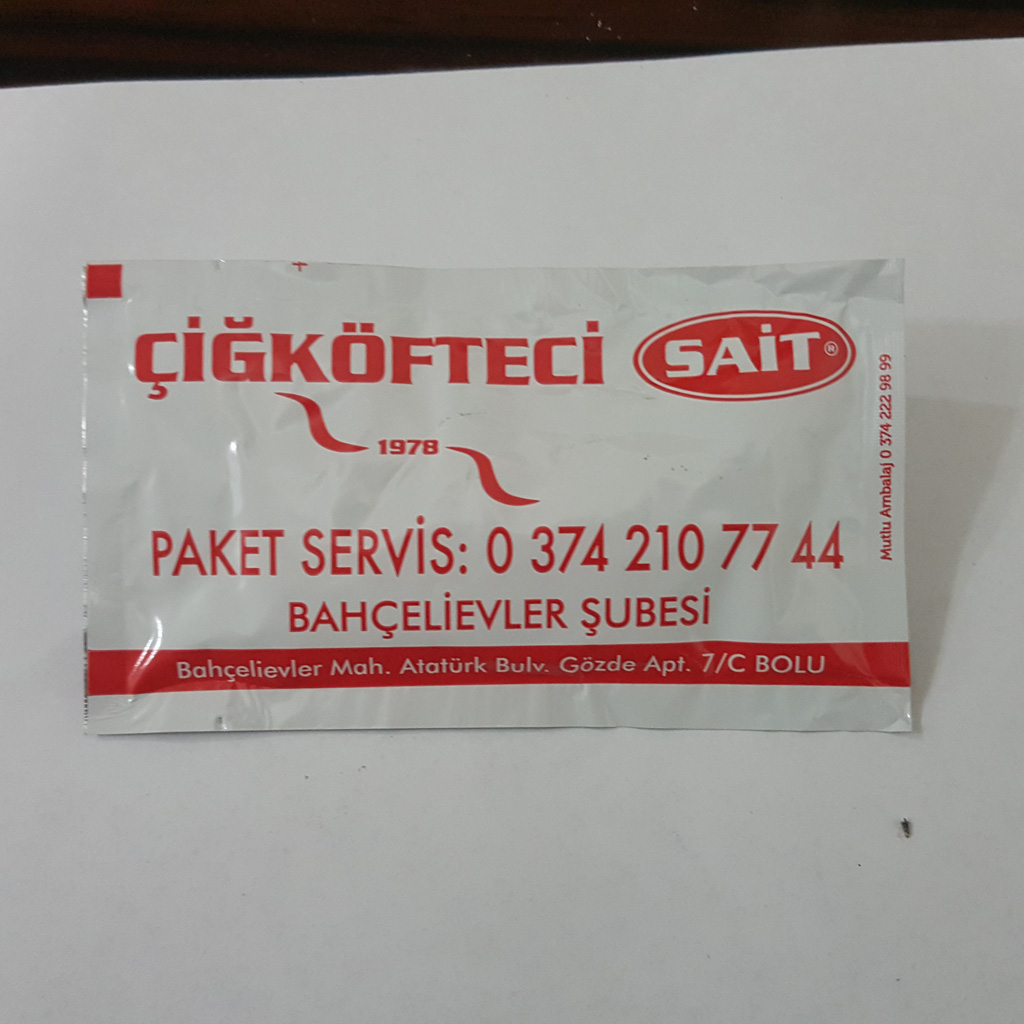 ÇİĞKÖFTECİ SAİT®
1978
PAKET SERVİS: 0 374 210 77 44
BAHÇELİEVLER ŞUBESİ
Bahçelievler Mah. Atatürk Bulv. Gözde Apt. 7/C BOLU
Mutlu Ambalaj 0 374 222 98 99